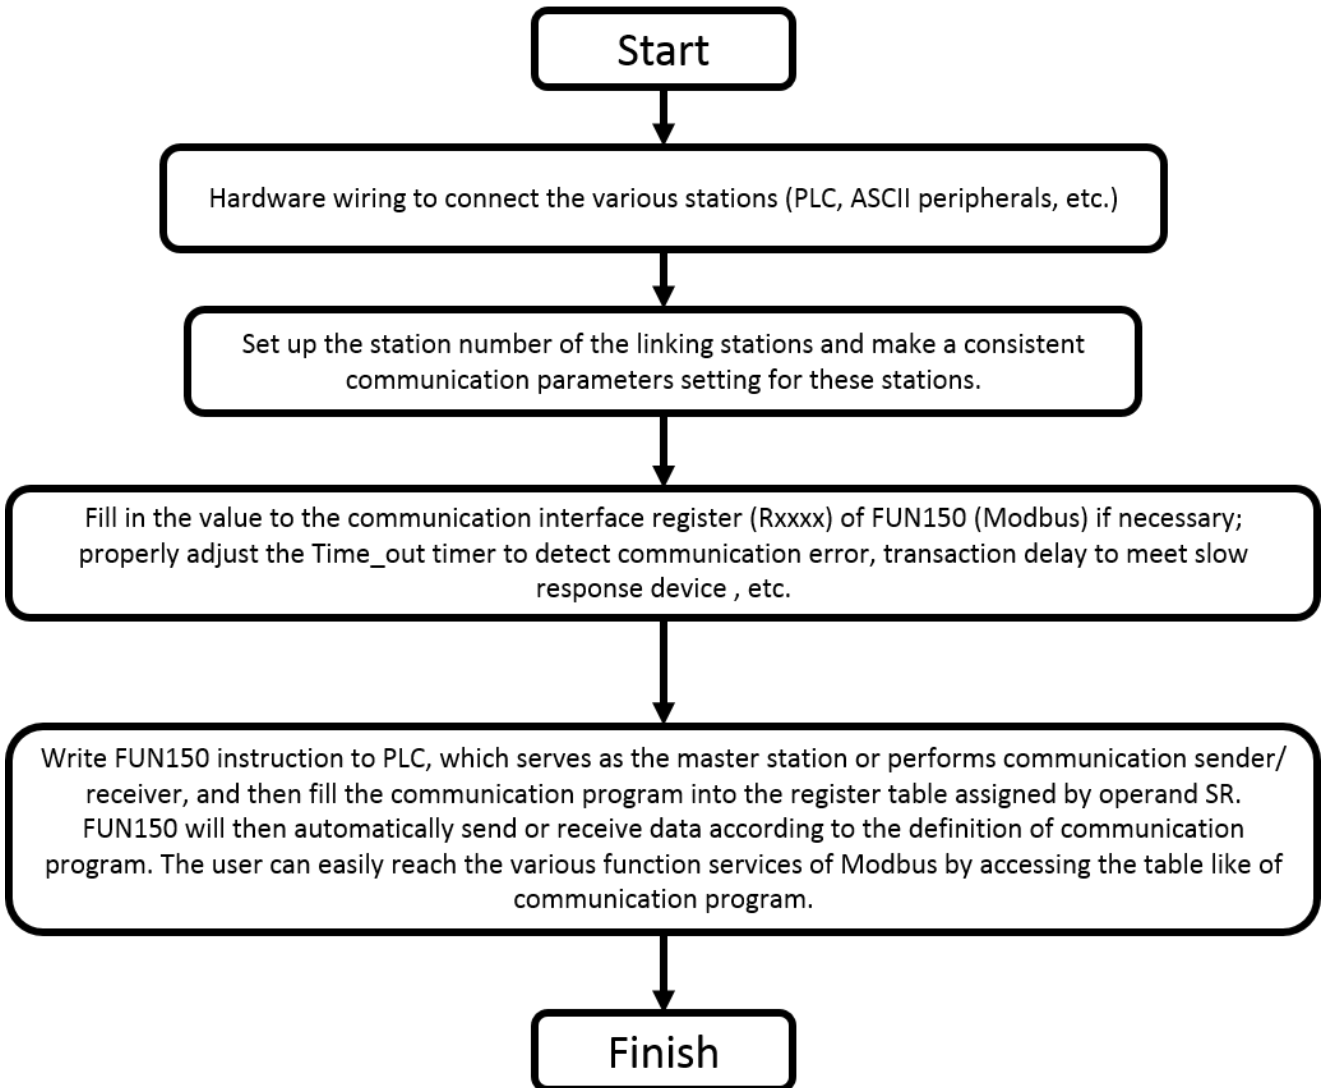 Start
Hardware wiring to connect the various stations (PLC, ASCII peripherals, etc.)
Set up the station number of the linking stations and make a consistent
communication parameters setting for these stations.
Fill in the value to the communication interface register (Rxxxx) of FUN150 (Modbus) if necessary;
properly adjust the Time_out timer to detect communication error, transaction delay to meet slow
response device , etc.
Write FUN150 instruction to PLC, which serves as the master station or performs communication sender/
receiver, and then fill the communication program into the register table assigned by operand SR.
FUN150 will then automatically send or receive data according to the definition of communication
program. The user can easily reach the various function services of Modbus by accessing the table like of
communication program.
Finish